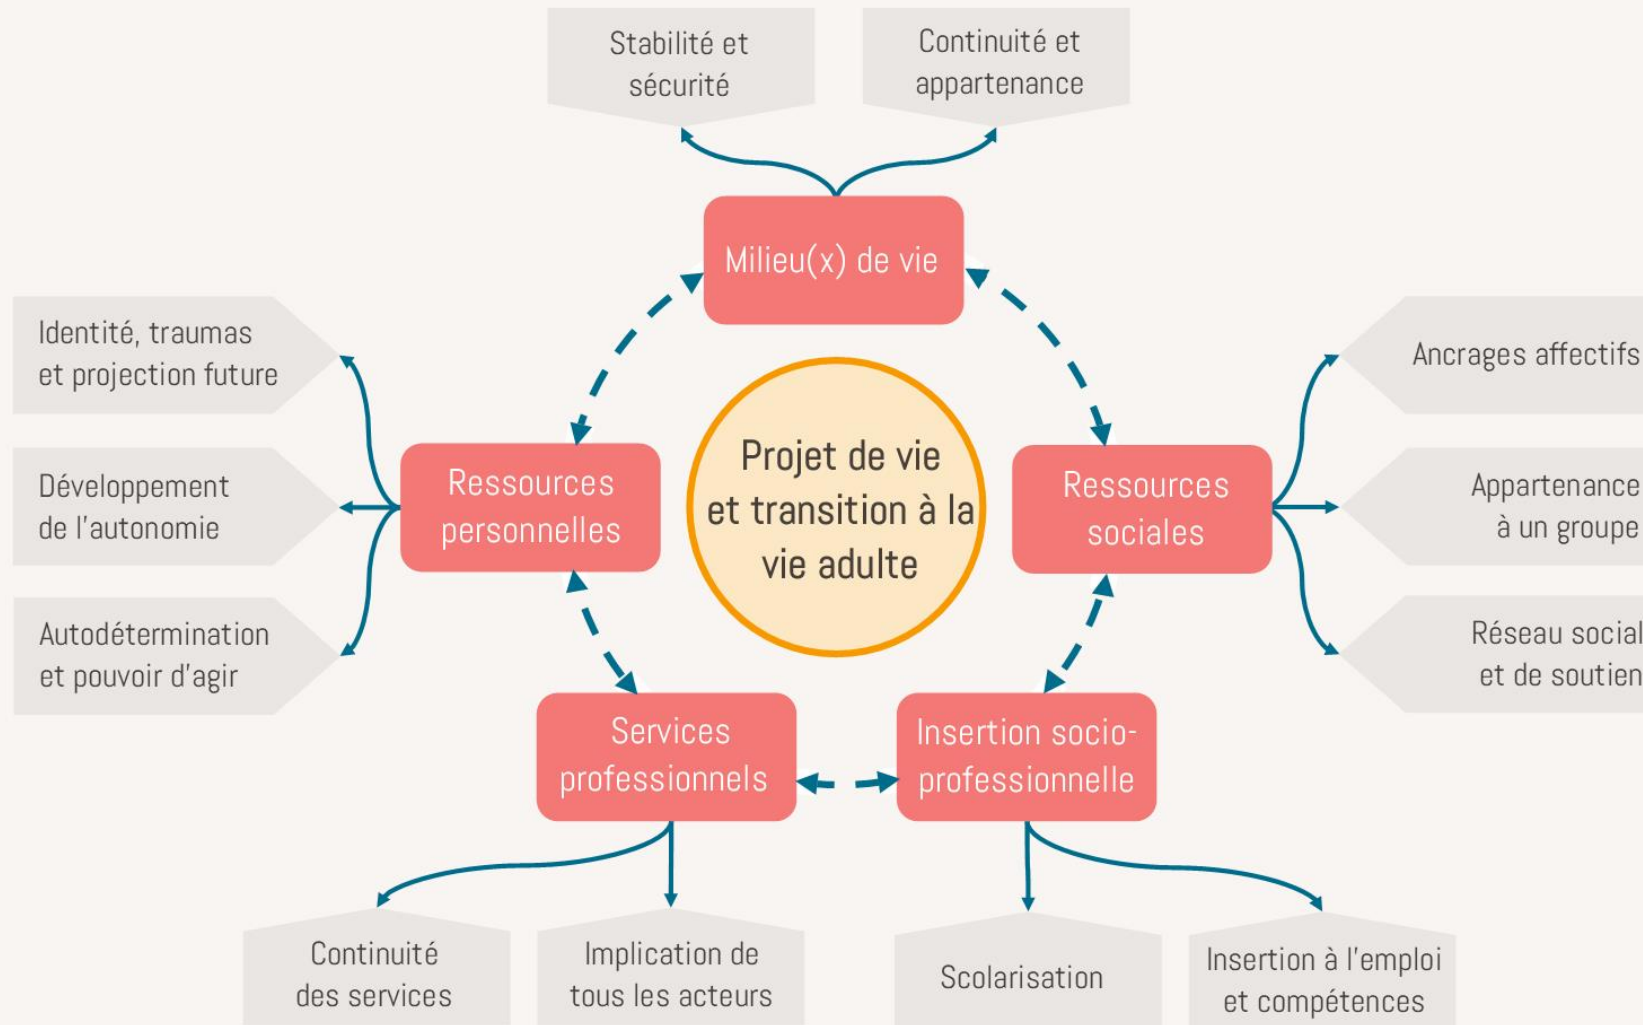 Stabilité et
sécurité
Continuité et
appartenance
Milieu(x) de vie
Identité, traumas
et projection future
Développement
de l'autonomie
Autodétermination
et pouvoir d'agir
Ressources
personnelles
Projet de vie
et transition à la
vie adulte
Ressources
sociales
Ancrages affectifs
Appartenance
à un groupe
Réseau social
et de soutien
Services
professionnels
Insertion socio-
professionnelle
Continuité
des services
Implication de
tous les acteurs
Scolarisation
Insertion à l'emploi
et compétences